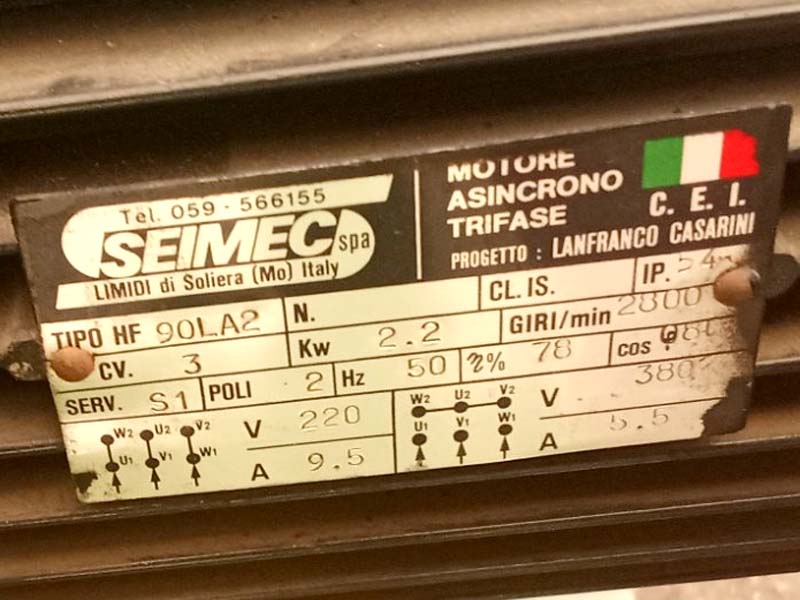 Tel. 059 - 566155
SEIMEC spa
LIMIDI di Soliera (Mo) Italy
MOTORE
ASINCRONO
TRIFASE
C. E. I.
PROGETTO : LANFRANCO CASARINI
TIPO HF 90LA2 N. CL. IS. IP. 54
CV. 3 Kw 2.2 GIRI/min 2800
SERV. S1 POLI 2 Hz 50 η% 78 cos φ
W2 U2 V2 V 220 W2 U2 V2 V 380
U1 V1 W1 A 9.5 U1 V1 W1 A 5.5